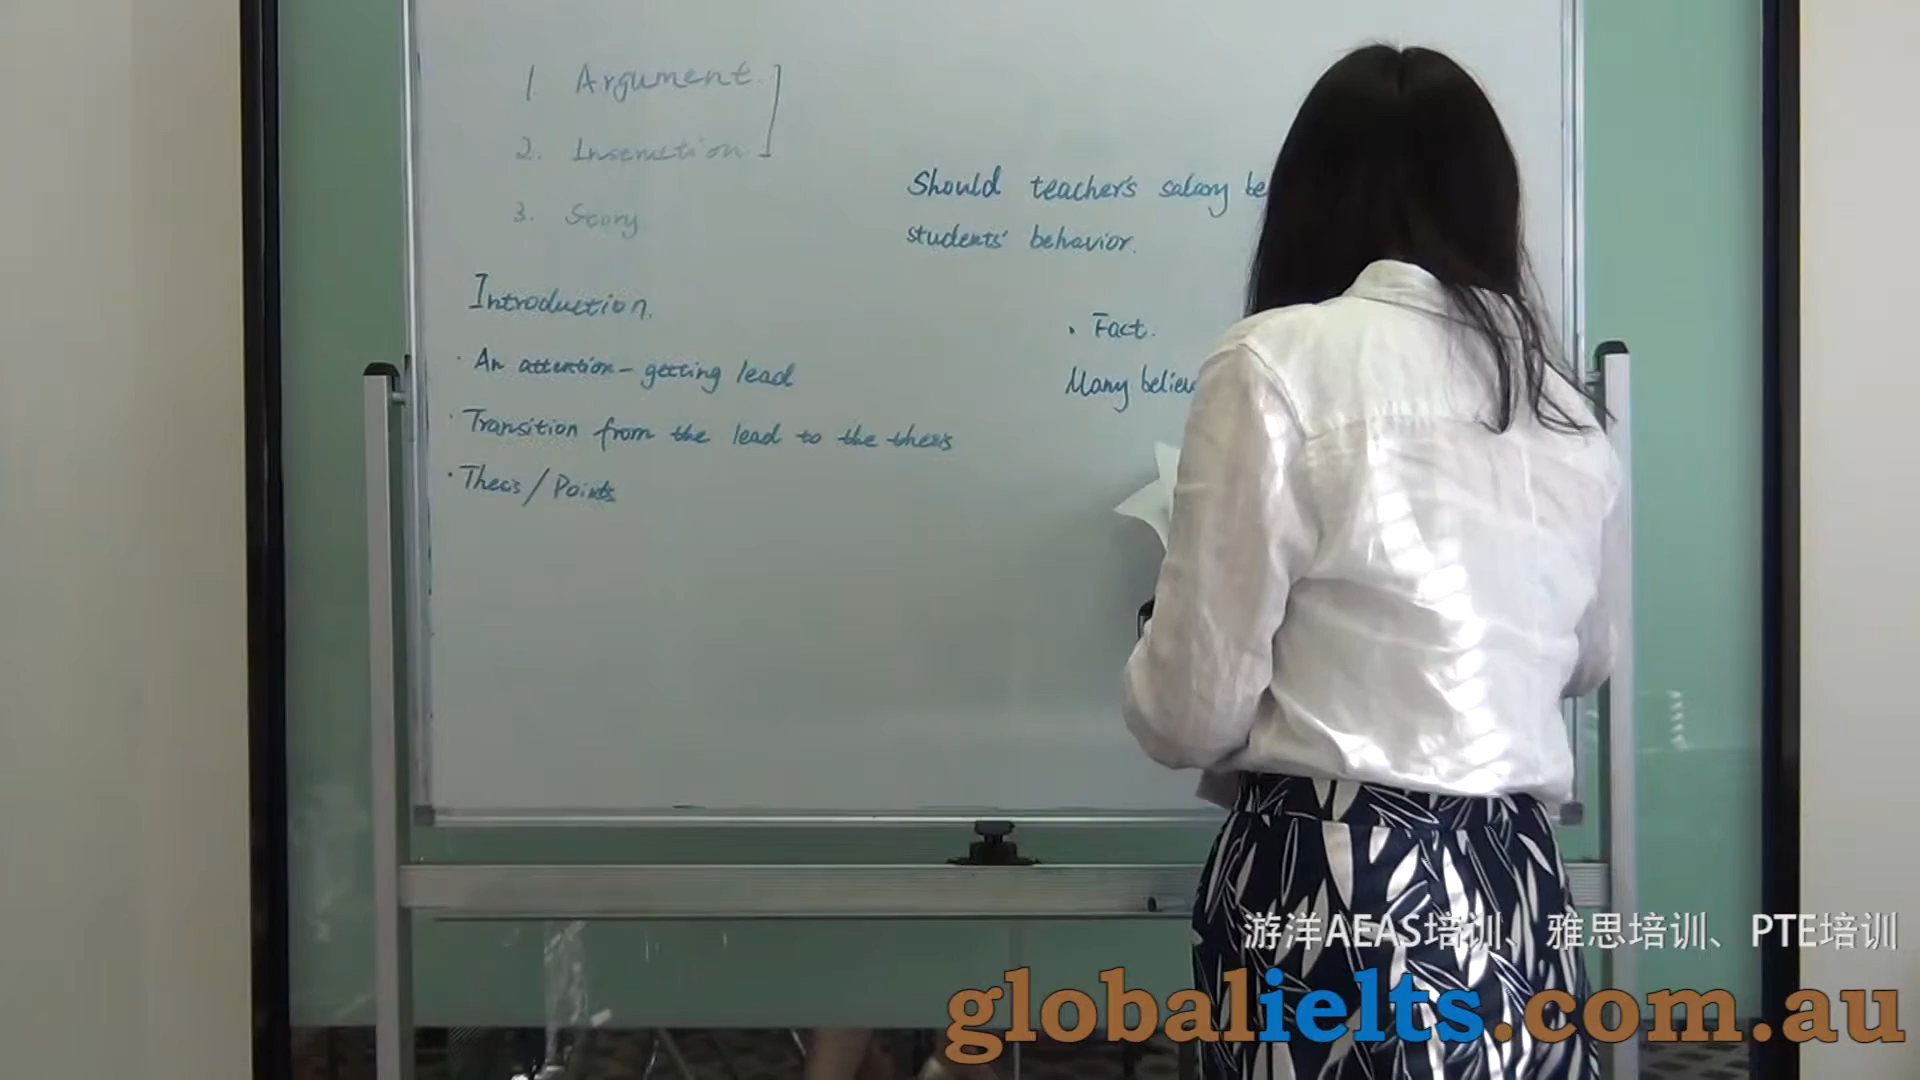 1. Argument.
2. Instruction
3. Story
Should teacher's salary be
students' behavior.
Introduction.
· An attention-getting lead
· Transition from the lead to the thesis
· Thesis/Points
· Fact.
Many believe
游洋AEAS培训、雅思培训、PTE培训
globalielts.com.au